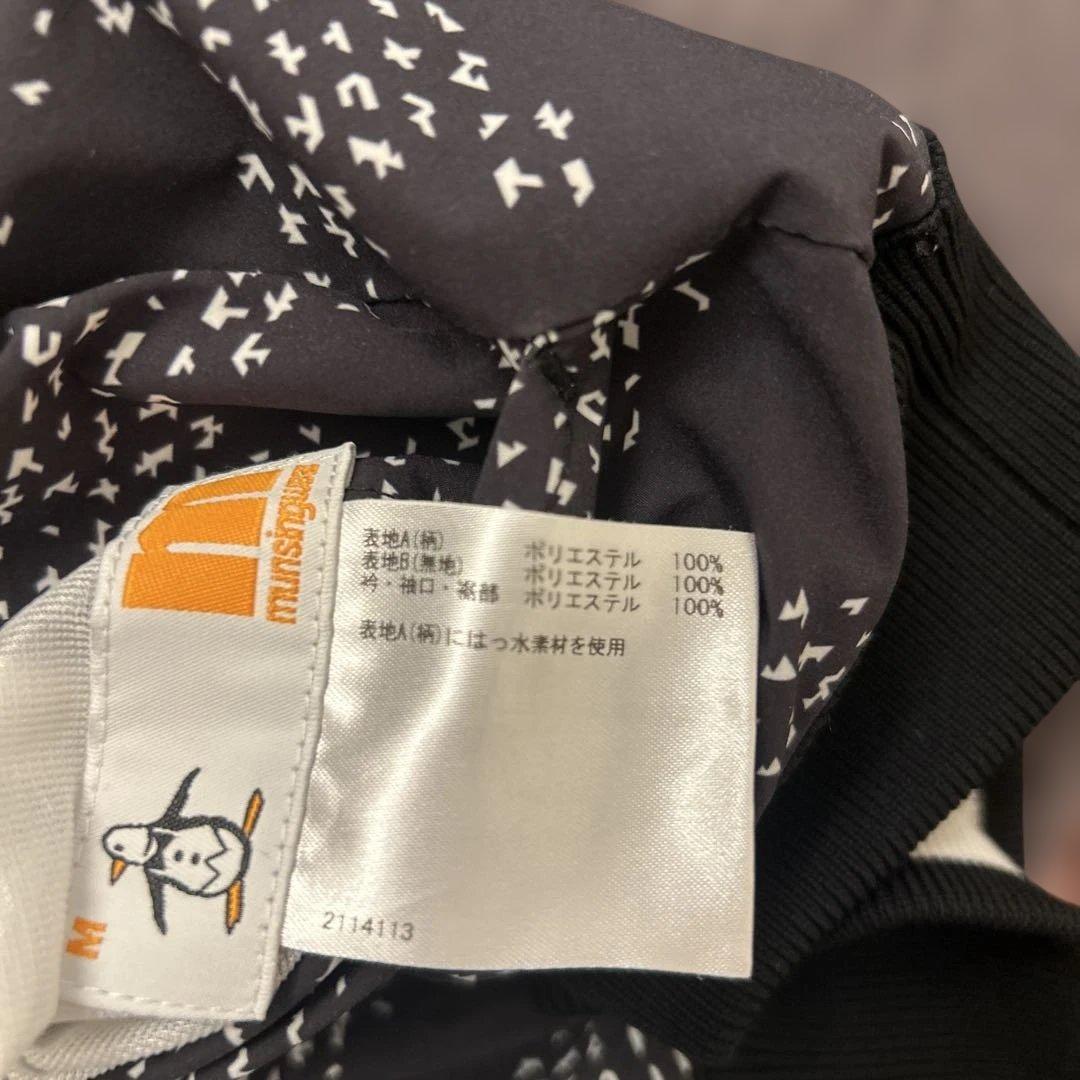 munsingwear
M
表地A(柄) ポリエステル 100%
表地B(無地) ポリエステル 100%
衿・袖口・裾部 ポリエステル 100%
表地A(柄)にはっ水素材を使用
2114113